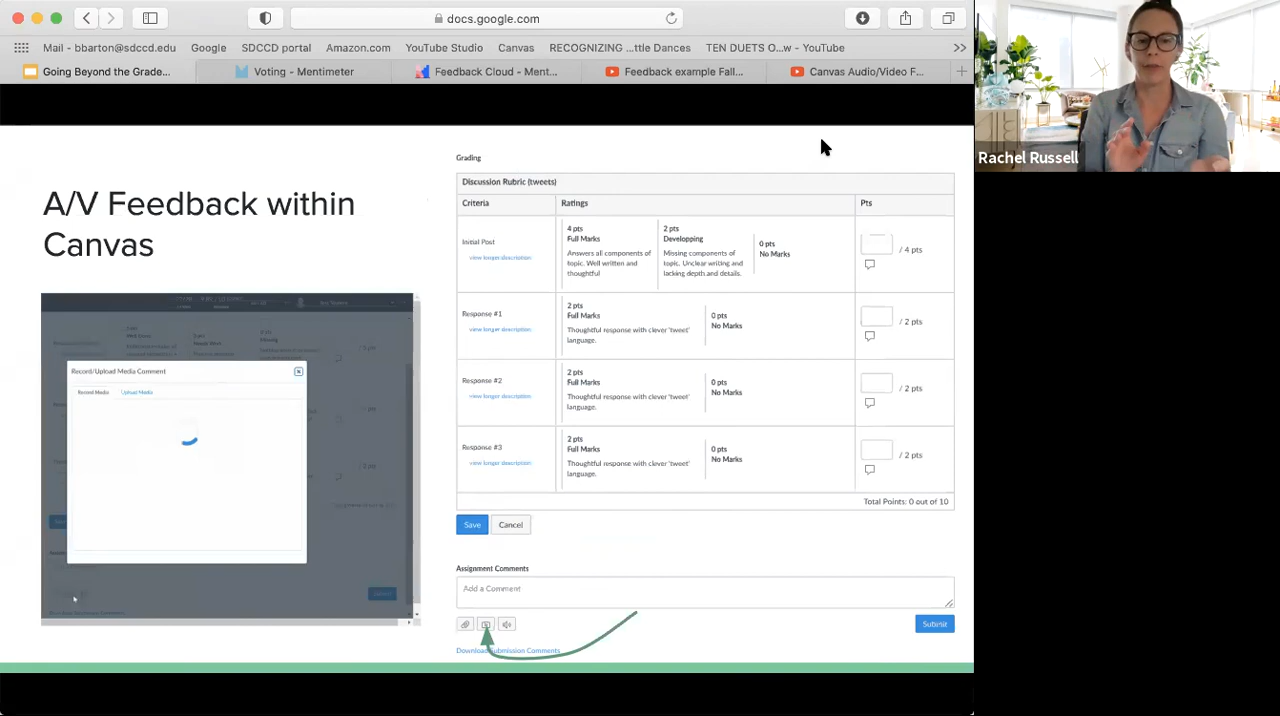 docs.google.com
Mail - bbarton@sdccd.edu Google SDCCD portal Amazon.com YouTube Studio Canvas RECOGNIZING ...ttle Dances TEN DUETS O...w - YouTube >>
Going Beyond the Grade... Voting - Mentimeter Feedback Cloud - Ment... Feedback example Fall... Canvas Audio/Video F...
Rachel Russell
A/V Feedback within
Canvas
Record/Upload Media Comment
Record Media Upload Media
Grading
Discussion Rubric (tweets)
Criteria Ratings Pts
Initial Post
view longer description
4 pts
Full Marks
Answers all components of
topic. Well written and
thoughtful
2 pts
Developping
Missing components of
topic. Unclear writing and
lacking depth and details.
0 pts
No Marks
/ 4 pts
Response #1
view longer description
2 pts
Full Marks
Thoughtful response with clever 'tweet'
language.
0 pts
No Marks
/ 2 pts
Response #2
view longer description
2 pts
Full Marks
Thoughtful response with clever 'tweet'
language.
0 pts
No Marks
/ 2 pts
Response #3
view longer description
2 pts
Full Marks
Thoughtful response with clever 'tweet'
language.
0 pts
No Marks
/ 2 pts
Total Points: 0 out of 10
Save Cancel
Assignment Comments
Add a Comment
Submit
Download Submission Comments